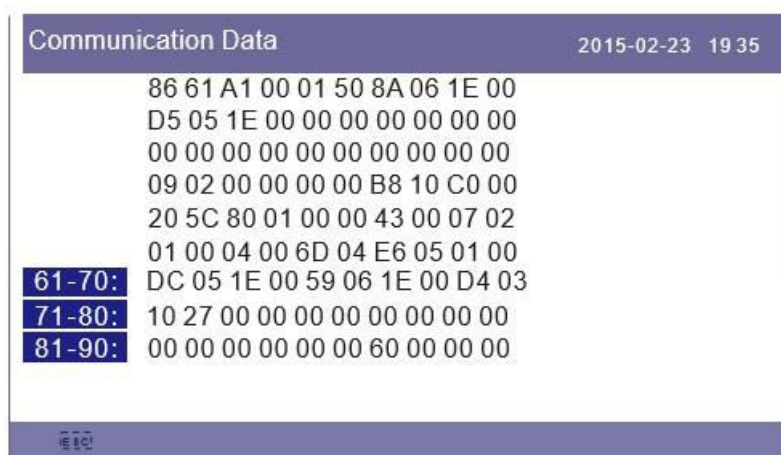 Communication Data 2015-02-23 19 35
86 61 A1 00 01 50 8A 06 1E 00
D5 05 1E 00 00 00 00 00 00 00
00 00 00 00 00 00 00 00 00 00
09 02 00 00 00 00 B8 10 C0 00
20 5C 80 01 00 00 43 00 07 02
01 00 04 00 6D 04 E6 05 01 00
61-70: DC 05 1E 00 59 06 1E 00 D4 03
71-80: 10 27 00 00 00 00 00 00 00 00
81-90: 00 00 00 00 00 00 60 00 00 00
ESC